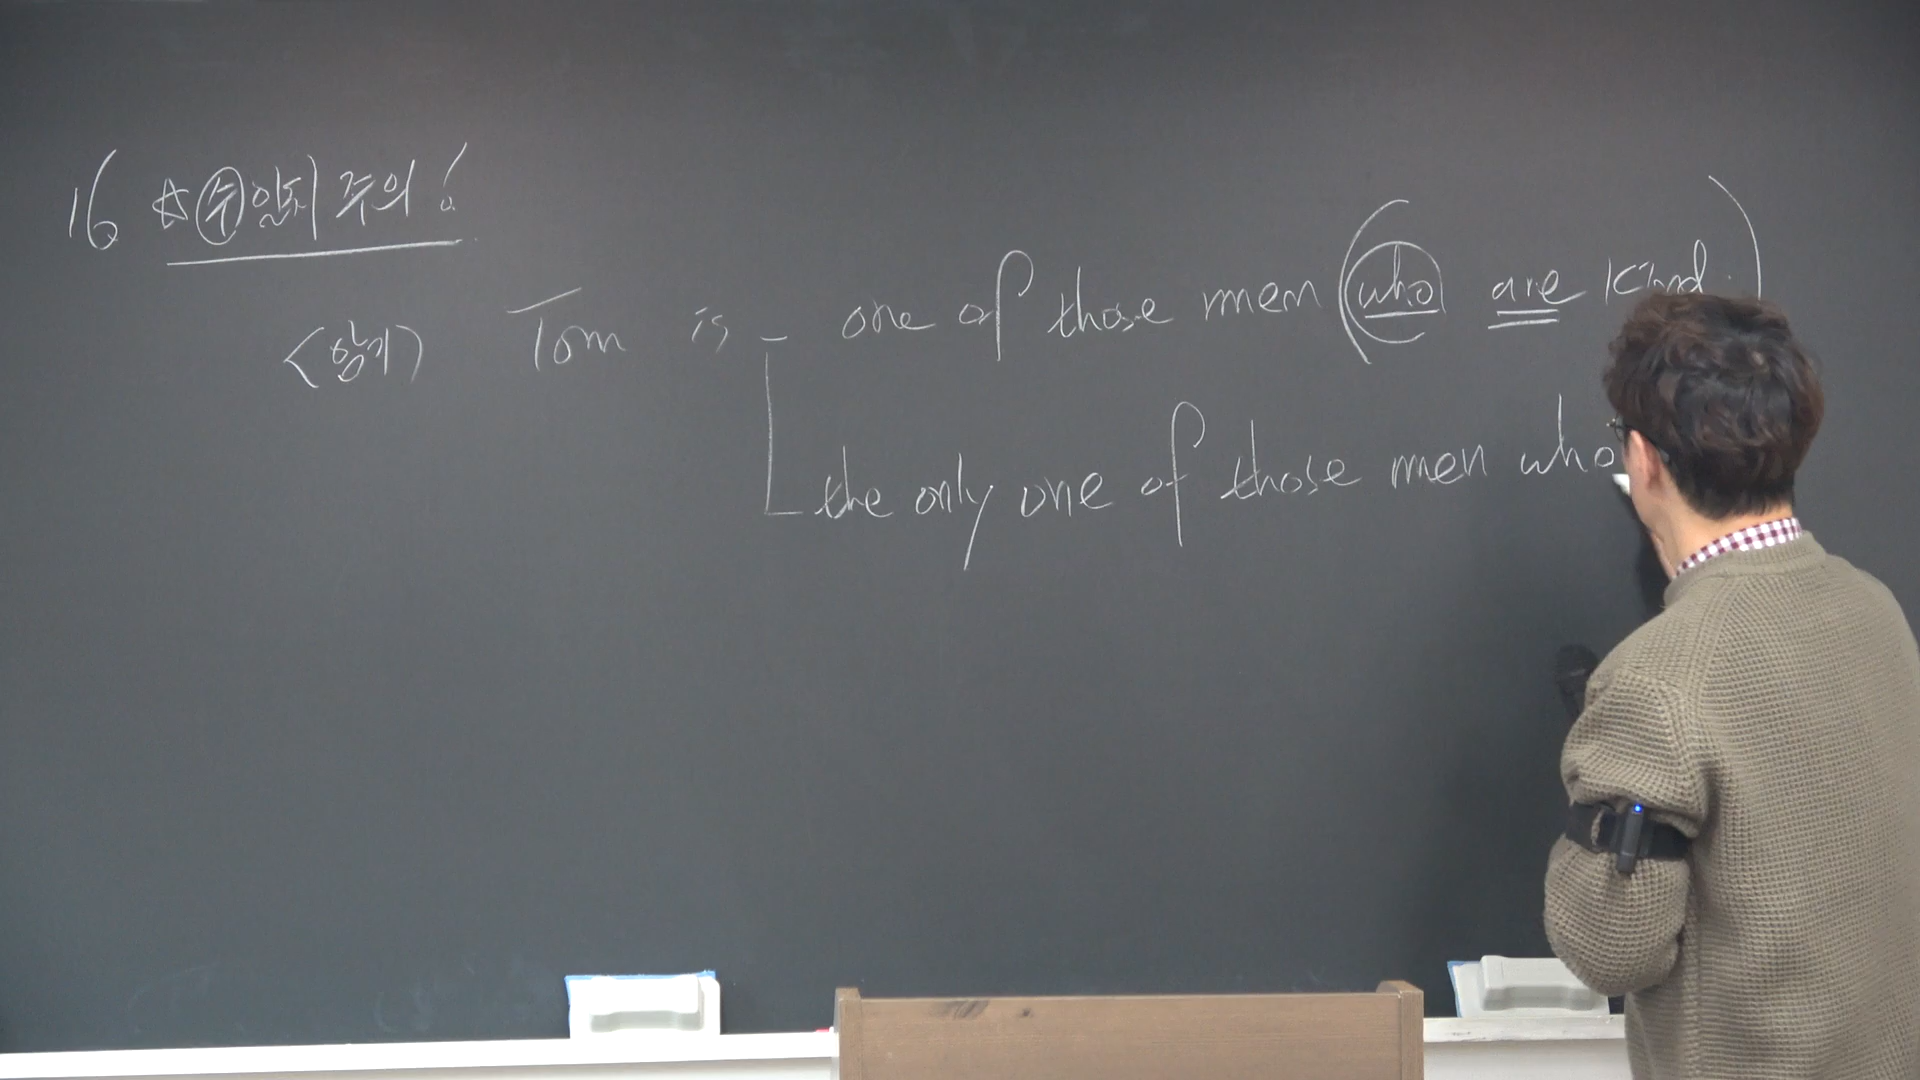 16 ☆수일치 주의!
<암기> Tom is one of those men (who are kind.)
the only one of those men who